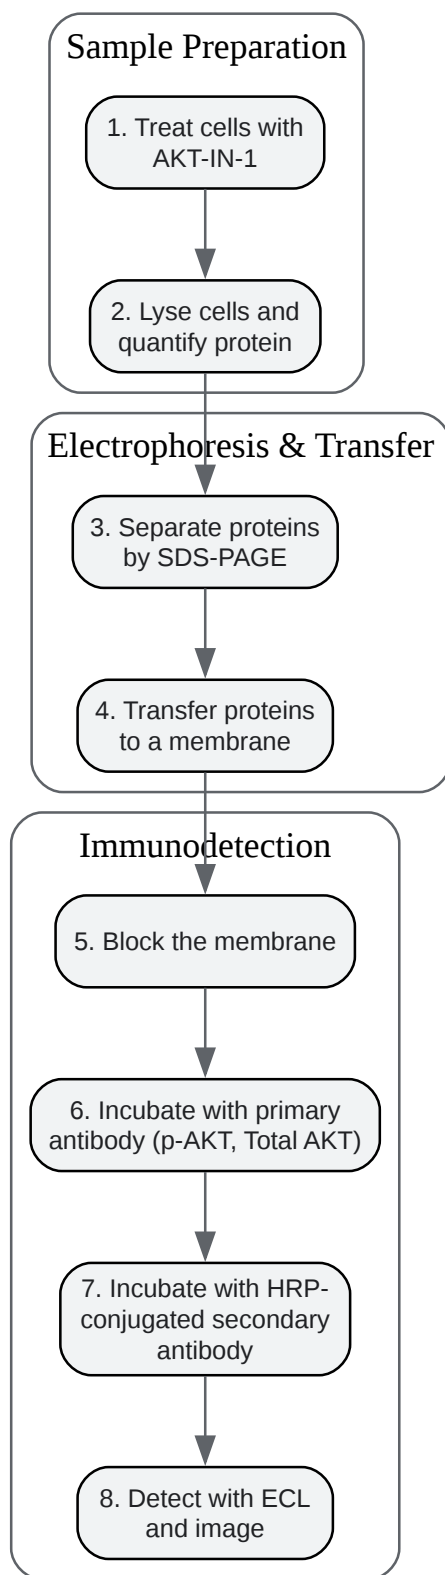 Sample Preparation
1. Treat cells with
AKT-IN-1
2. Lyse cells and
quantify protein
Electrophoresis & Transfer
3. Separate proteins
by SDS-PAGE
4. Transfer proteins
to a membrane
Immunodetection
5. Block the membrane
6. Incubate with primary
antibody (p-AKT, Total AKT)
7. Incubate with HRP-
conjugated secondary
antibody
8. Detect with ECL
and image